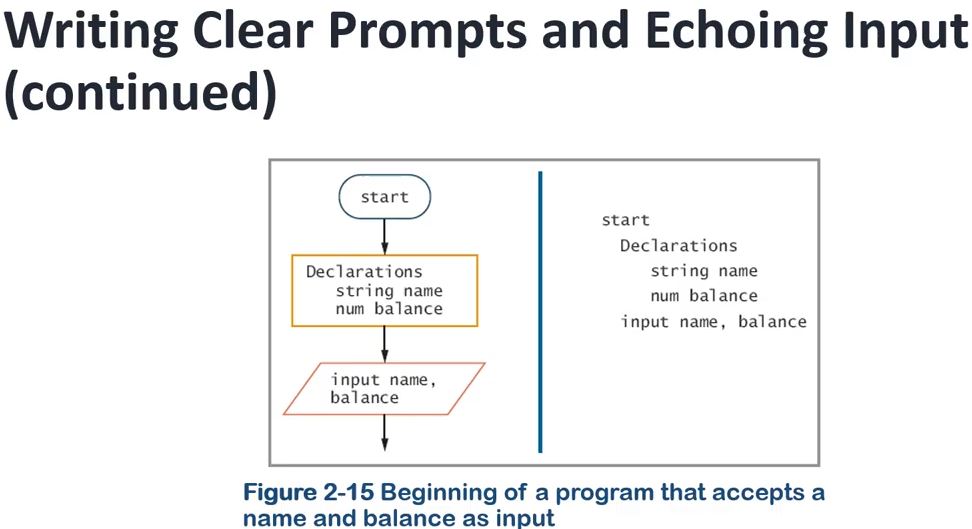 Writing Clear Prompts and Echoing Input
(continued)
start
Declarations
string name
num balance
input name,
balance
start
Declarations
string name
num balance
input name, balance
Figure 2-15 Beginning of a program that accepts a
name and balance as input